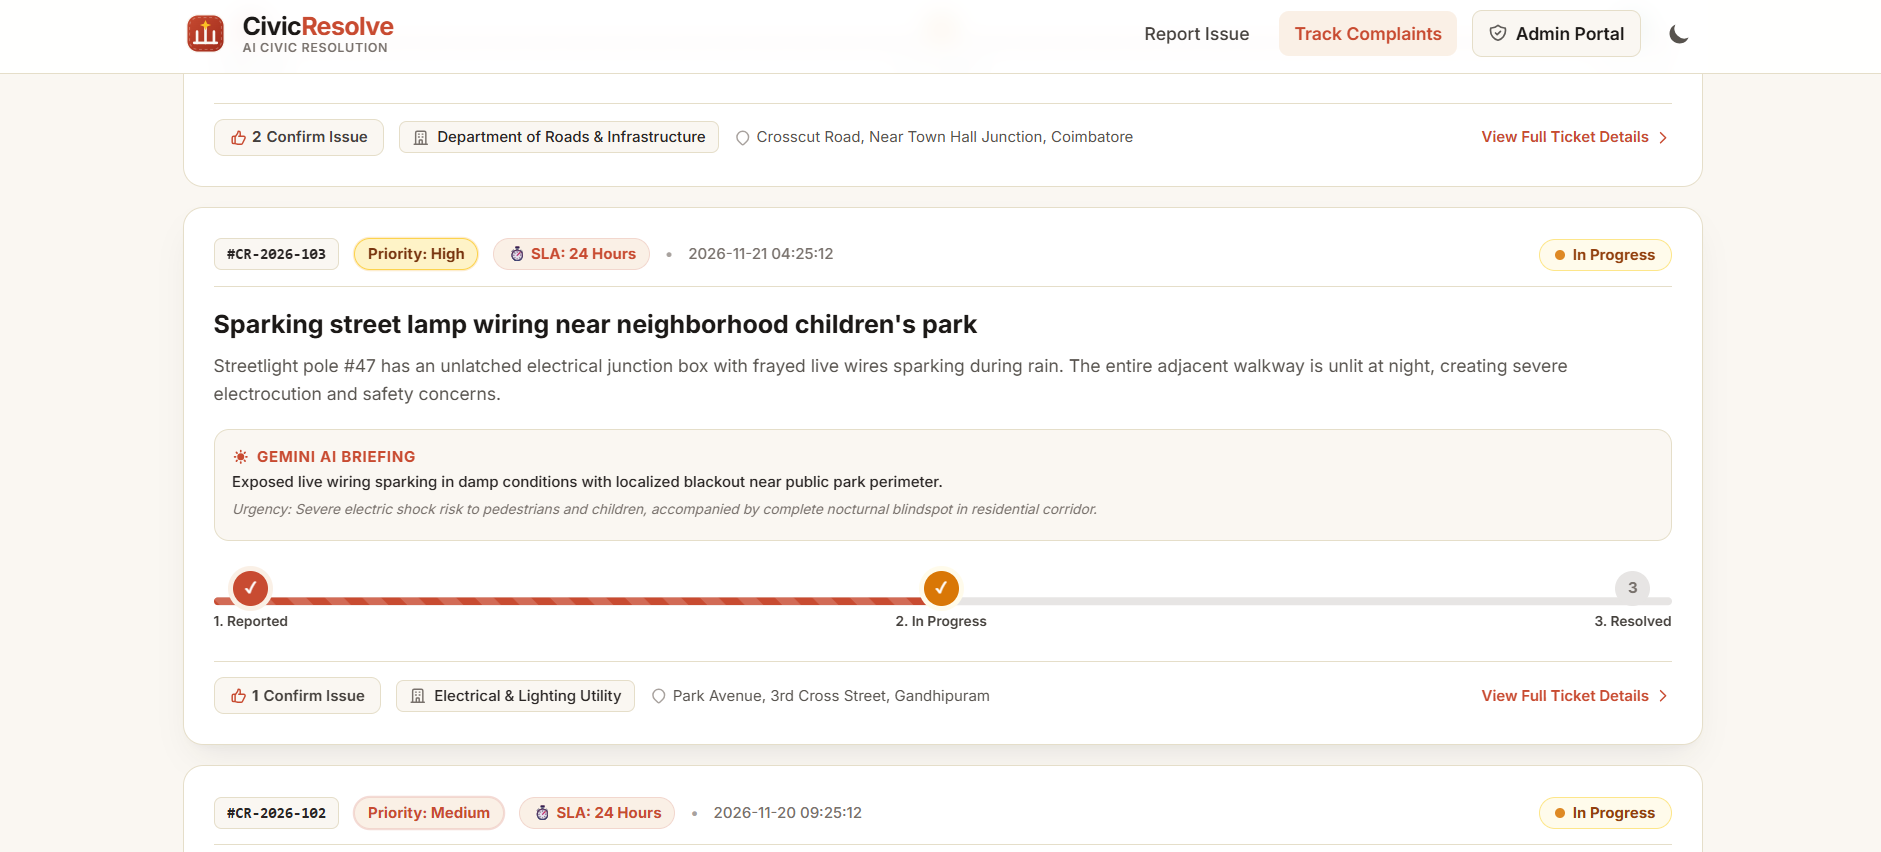 CivicResolve
AI CIVIC RESOLUTION
Report Issue
Track Complaints
Admin Portal
2 Confirm Issue
Department of Roads & Infrastructure
Crosscut Road, Near Town Hall Junction, Coimbatore
View Full Ticket Details
#CR-2026-103
Priority: High
SLA: 24 Hours
•
2026-11-21 04:25:12
In Progress
Sparking street lamp wiring near neighborhood children's park
Streetlight pole #47 has an unlatched electrical junction box with frayed live wires sparking during rain. The entire adjacent walkway is unlit at night, creating severe
electrocution and safety concerns.
GEMINI AI BRIEFING
Exposed live wiring sparking in damp conditions with localized blackout near public park perimeter.
Urgency: Severe electric shock risk to pedestrians and children, accompanied by complete nocturnal blindspot in residential corridor.
3
1. Reported
2. In Progress
3. Resolved
1 Confirm Issue
Electrical & Lighting Utility
Park Avenue, 3rd Cross Street, Gandhipuram
View Full Ticket Details
#CR-2026-102
Priority: Medium
SLA: 24 Hours
•
2026-11-20 09:25:12
In Progress